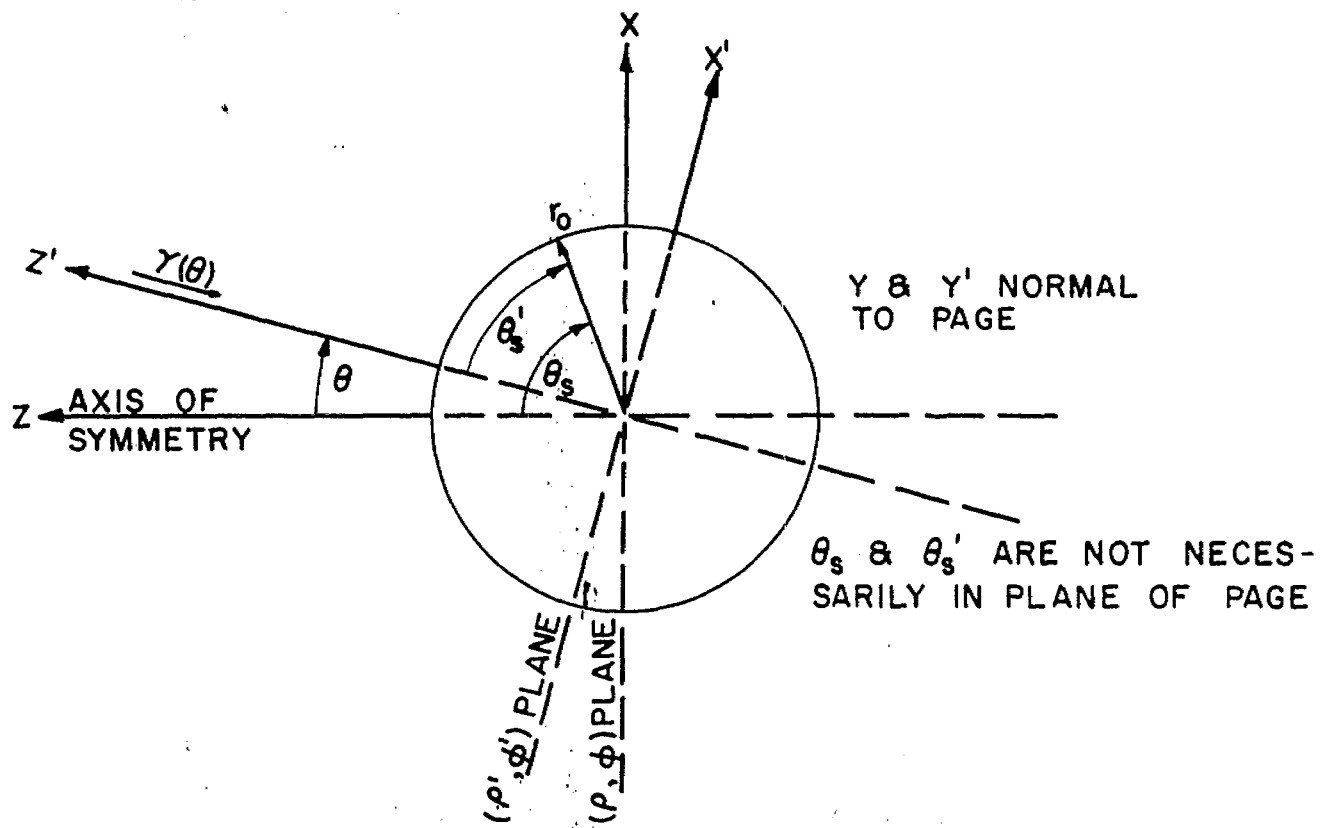 X
X'
r₀
Z'
γ(θ)
Y & Y' NORMAL
TO PAGE
θₛ'
θₛ
θ
Z
AXIS OF
SYMMETRY
θₛ & θₛ' ARE NOT NECES-
SARILY IN PLANE OF PAGE
(ρ', ϕ') PLANE
(ρ, ϕ) PLANE